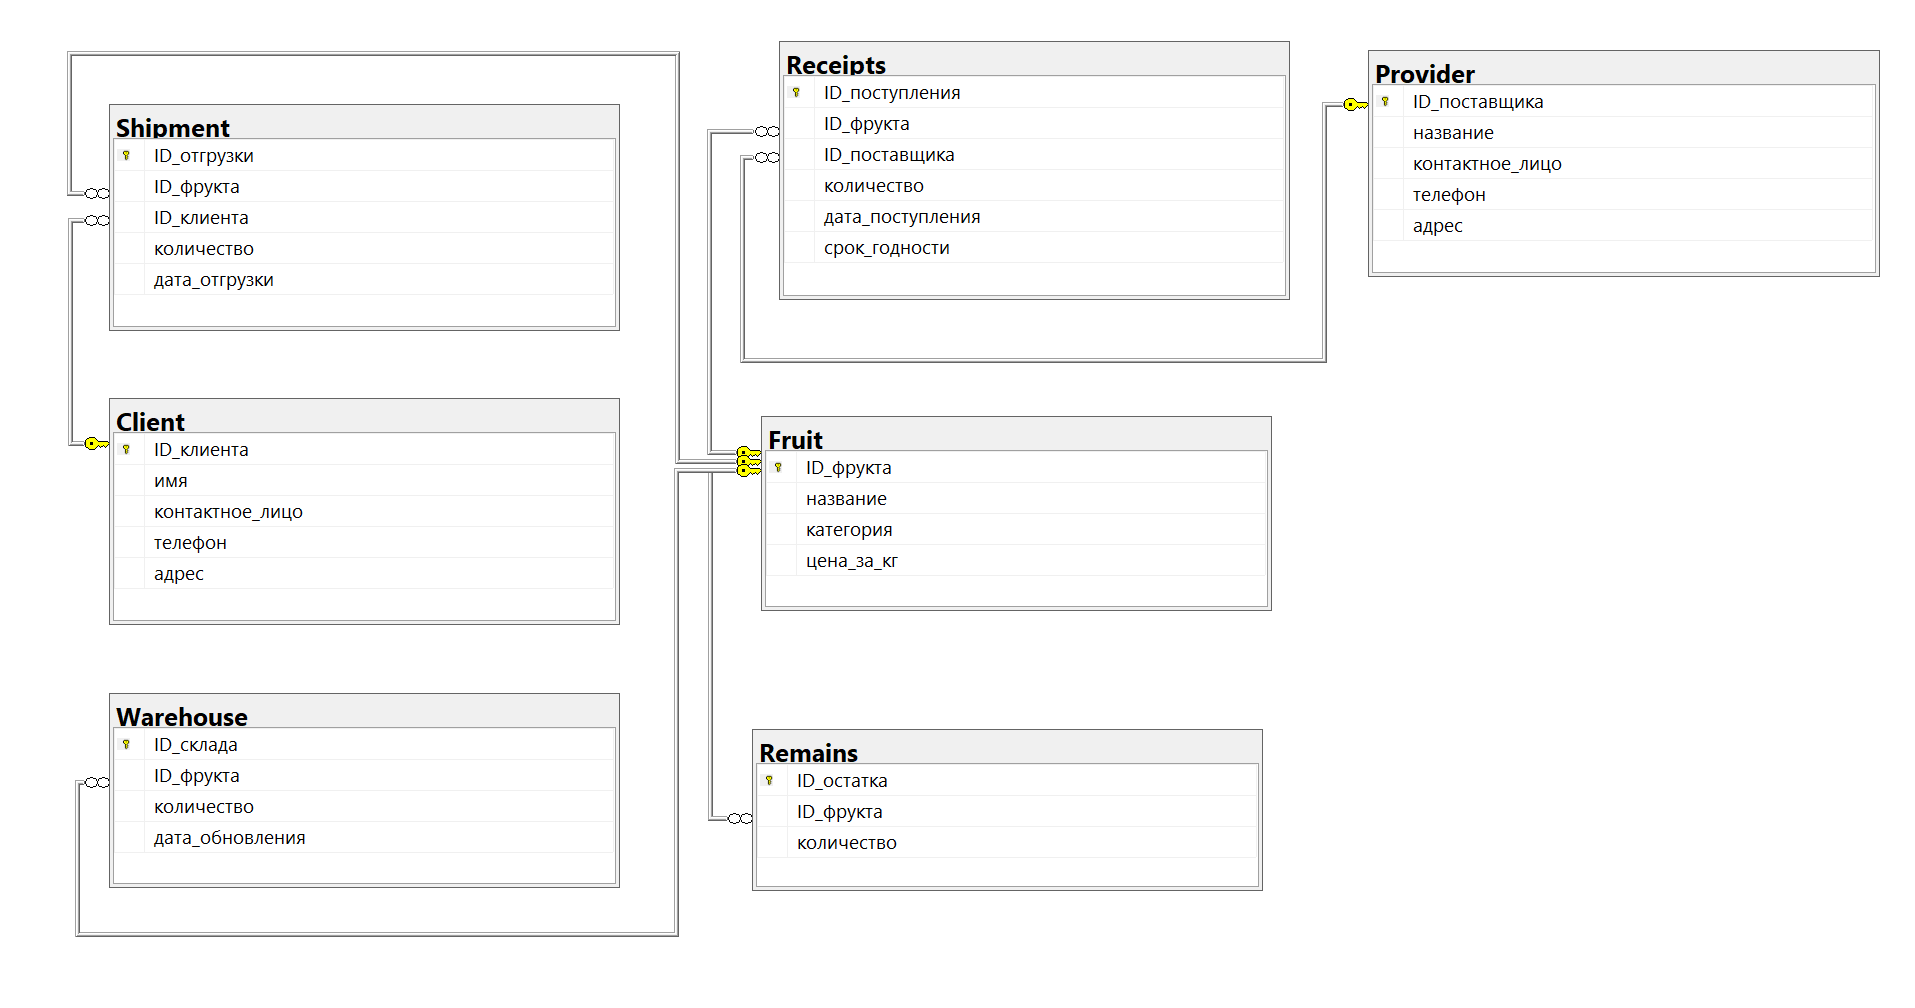 Shipment
ID_отгрузки
ID_фрукта
ID_клиента
количество
дата_отгрузки
Receipts
ID_поступления
ID_фрукта
ID_поставщика
количество
дата_поступления
срок_годности
Provider
ID_поставщика
название
контактное_лицо
телефон
адрес
Client
ID_клиента
имя
контактное_лицо
телефон
адрес
Fruit
ID_фрукта
название
категория
цена_за_кг
Warehouse
ID_склада
ID_фрукта
количество
дата_обновления
Remains
ID_остатка
ID_фрукта
количество